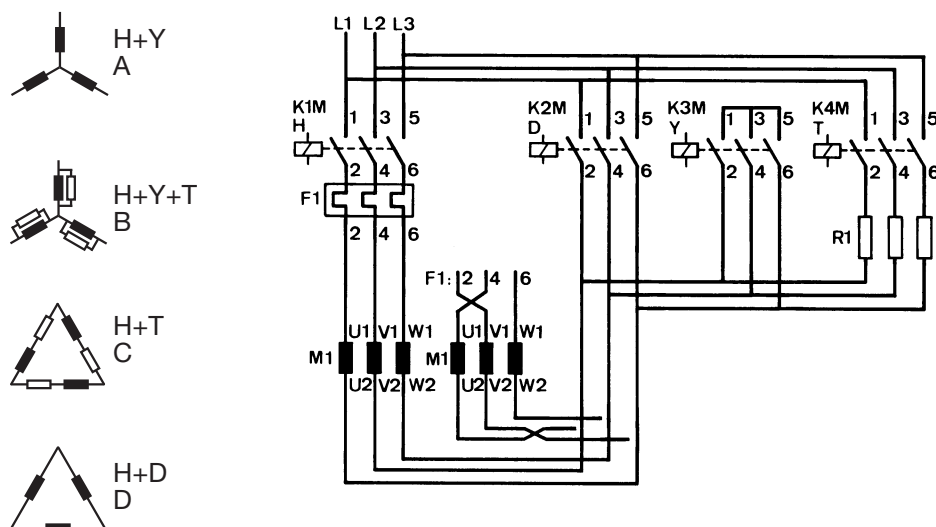 H+Y
A
H+Y+T
B
H+T
C
H+D
D
L1 L2 L3
K1M
H
1 3 5
2 4 6
F1
2 4 6
K2M
D
1 3 5
2 4 6
K3M
Y
1 3 5
2 4 6
K4M
T
1 3 5
2 4 6
R1
F1: 2 4 6
M1
U1 V1 W1
U2 V2 W2
M1
U1 V1 W1
U2 V2 W2